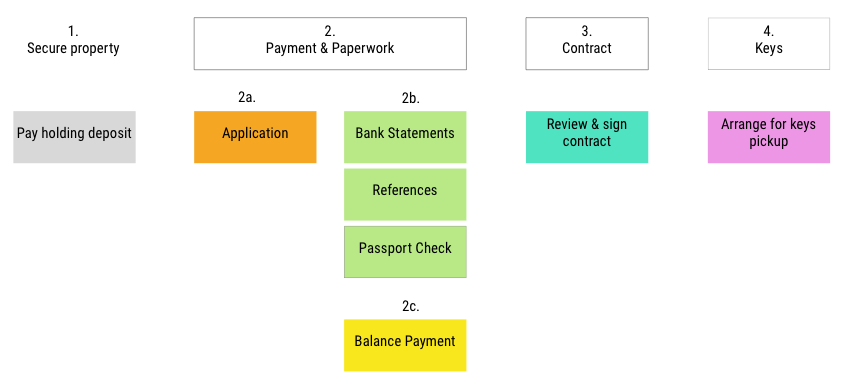 1.
Secure property
2.
Payment & Paperwork
3.
Contract
4.
Keys
2a.
2b.
Pay holding deposit
Application
Bank Statements
Review & sign
contract
Arrange for keys
pickup
References
Passport Check
2c.
Balance Payment